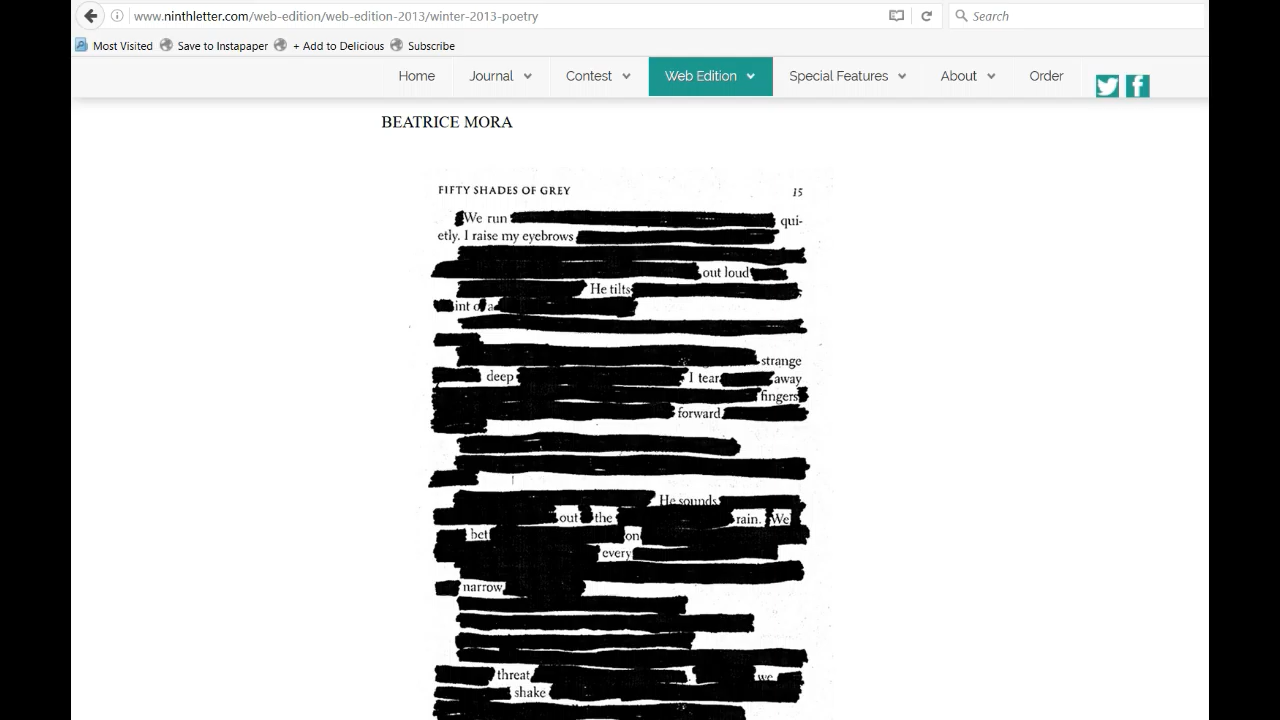 www.ninthletter.com/web-edition/web-edition-2013/winter-2013-poetry
Search
Most Visited Save to Instapaper + Add to Delicious Subscribe
Home Journal Contest Web Edition Special Features About Order
BEATRICE MORA
FIFTY SHADES OF GREY 15
We run qui-
etly. I raise my eyebrows
out loud
He tilts
int a
strange
deep I tear away
fingers
forward
He sounds
out the rain. We
bet on
every
narrow
threat we
shake